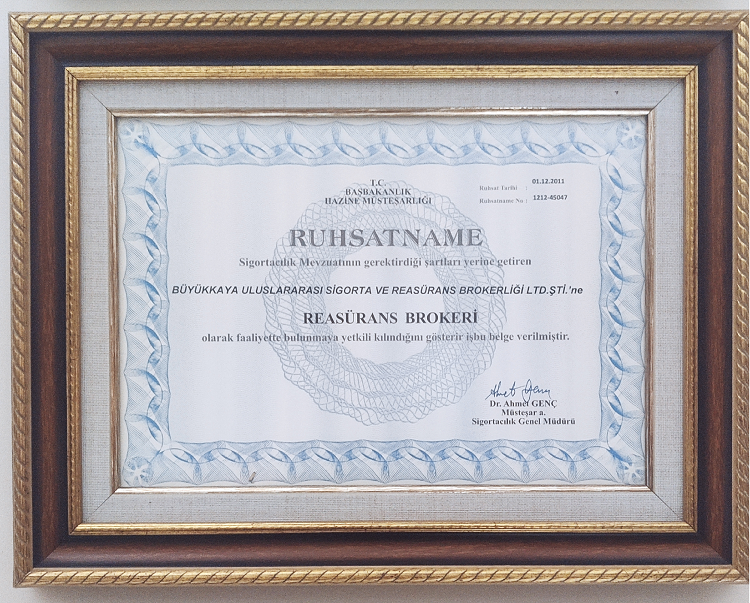 T.C.
BAŞBAKANLIK
HAZİNE MÜSTEŞARLIĞI
Ruhsat Tarihi : 01.12.2011
Ruhsatname No : 1212-45047
RUHSATNAME
Sigortacılık Mevzuatının gerektirdiği şartları yerine getiren
BÜYÜKKAYA ULUSLARARASI SİGORTA VE REASÜRANS BROKERLİĞİ LTD.ŞTİ.'ne
REASÜRANS BROKERİ
olarak faaliyette bulunmaya yetkili kılındığını gösterir işbu belge verilmiştir.
Ahmet Genç
Dr. Ahmet GENÇ
Müsteşar a.
Sigortacılık Genel Müdürü